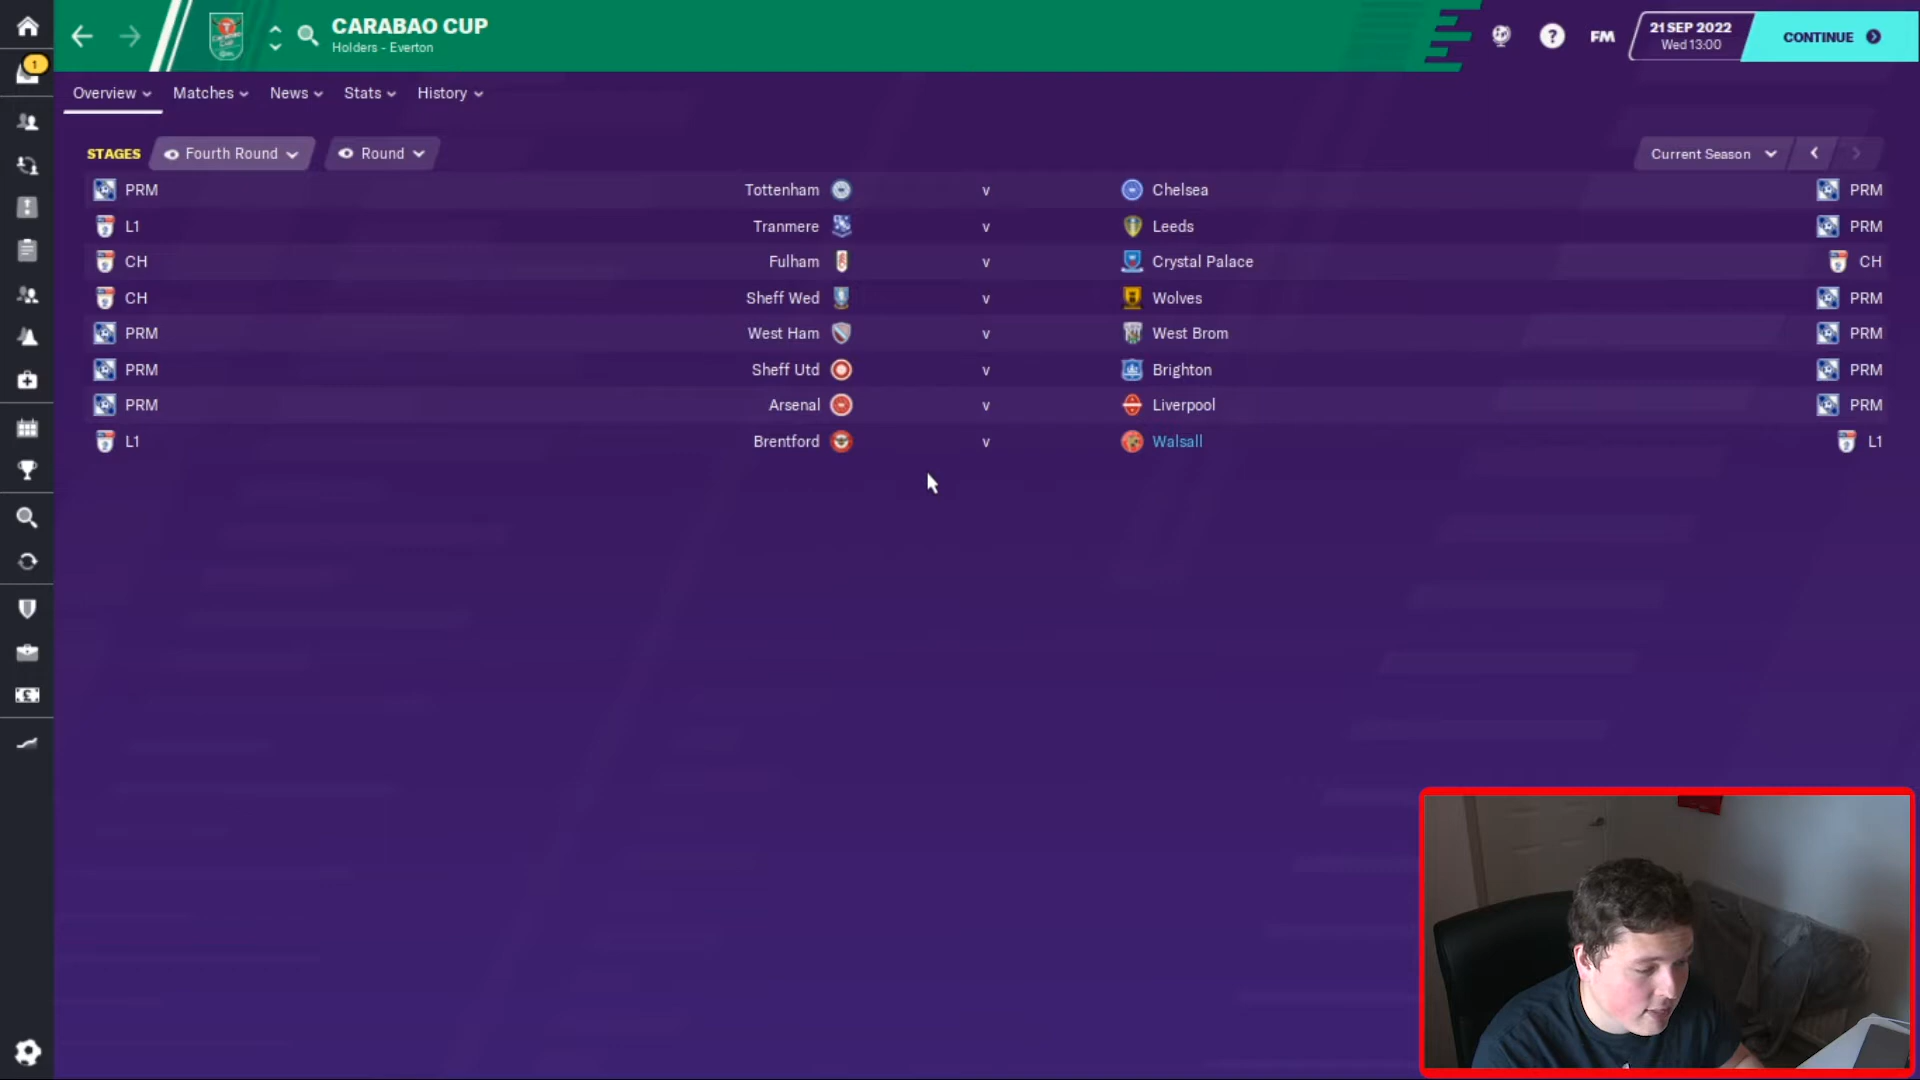 CARABAO CUP
Holders - Everton
FM
21 SEP 2022
Wed 13:00
CONTINUE
1
Overview
Matches
News
Stats
History
STAGES
Fourth Round
Round
Current Season
PRM Tottenham v Chelsea PRM
L1 Tranmere v Leeds PRM
CH Fulham v Crystal Palace CH
CH Sheff Wed v Wolves PRM
PRM West Ham v West Brom PRM
PRM Sheff Utd v Brighton PRM
PRM Arsenal v Liverpool PRM
L1 Brentford v Walsall L1